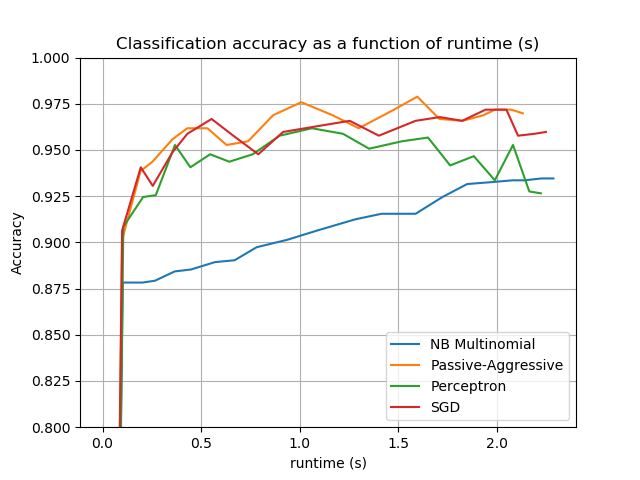 Classification accuracy as a function of runtime (s)
1.000
0.975
0.950
0.925
0.900
0.875
0.850
0.825
0.800
Accuracy
NB Multinomial
Passive-Aggressive
Perceptron
SGD
0.0 0.5 1.0 1.5 2.0
runtime (s)